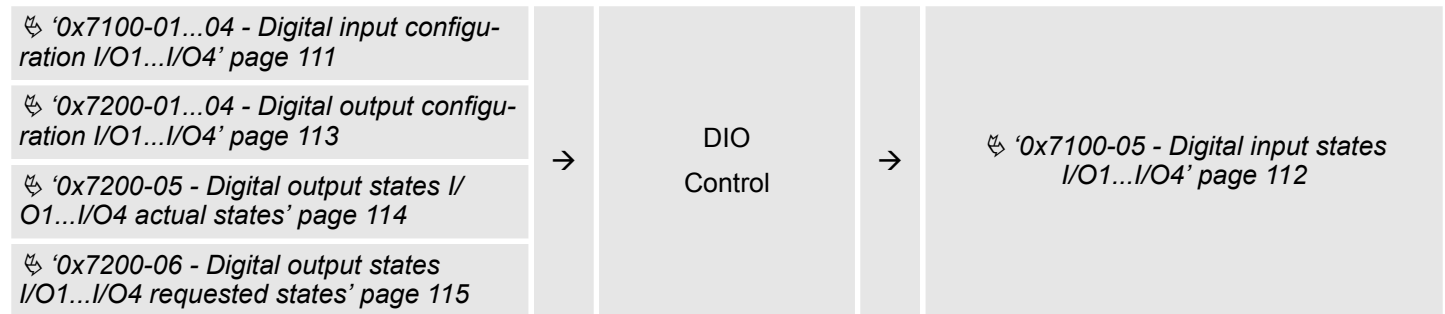 ↳ ‘0x7100-01...04 - Digital input configu-
ration I/O1...I/O4’ page 111
↳ ‘0x7200-01...04 - Digital output configu-
ration I/O1...I/O4’ page 113
↳ ‘0x7200-05 - Digital output states I/
O1...I/O4 actual states’ page 114
↳ ‘0x7200-06 - Digital output states
I/O1...I/O4 requested states’ page 115
→
DIO
Control
→
↳ ‘0x7100-05 - Digital input states
I/O1...I/O4’ page 112